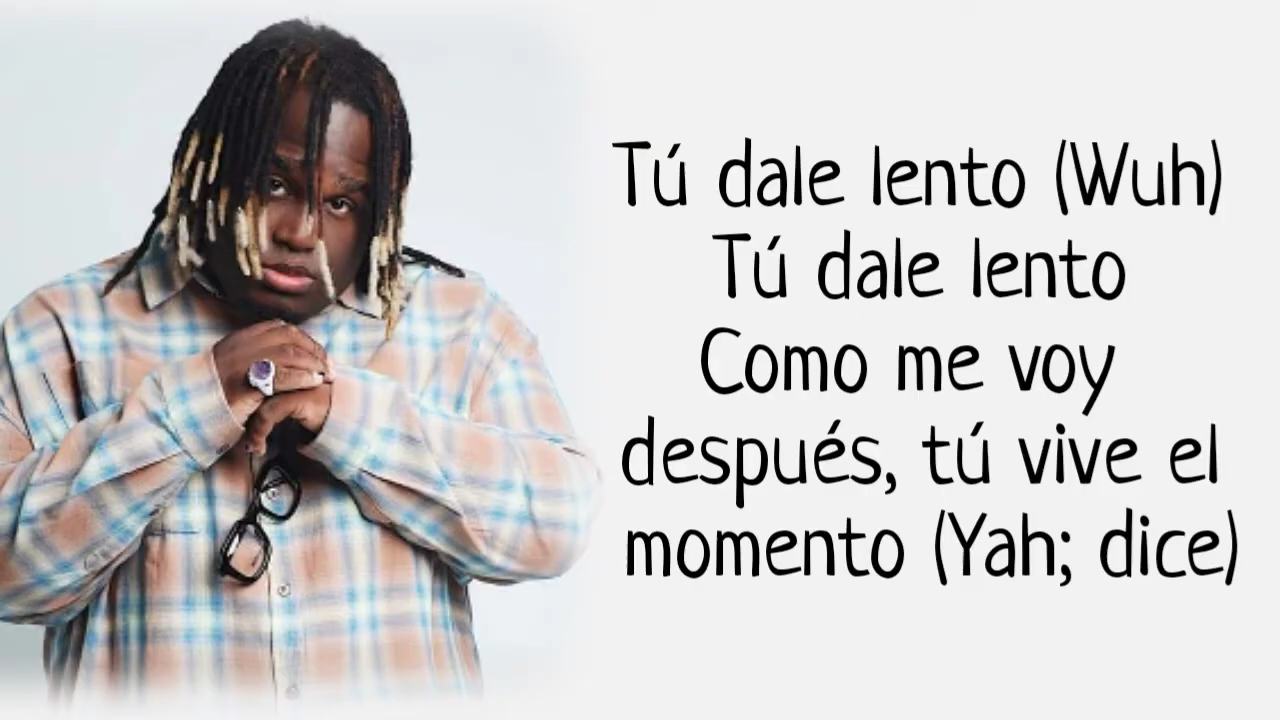 Tú dale lento (Wuh)
Tú dale lento
Como me voy
después, tú vive el
momento (Yah; dice)